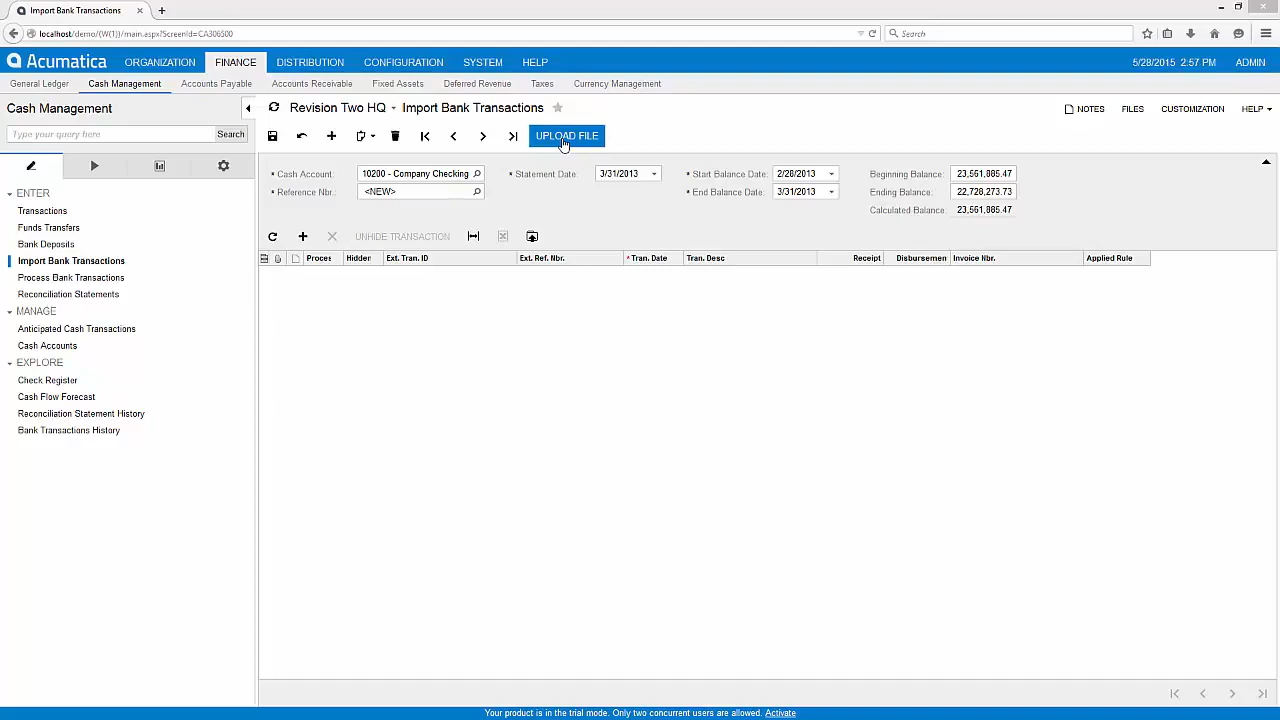 Import Bank Transactions
localhost/demo/(W(1))/main.aspx?ScreenId=CA306500
Search
Acumatica
ORGANIZATION
FINANCE
DISTRIBUTION
CONFIGURATION
SYSTEM
HELP
5/28/2015 2:57 PM
ADMIN
General Ledger
Cash Management
Accounts Payable
Accounts Receivable
Fixed Assets
Deferred Revenue
Taxes
Currency Management
Cash Management
Revision Two HQ
Import Bank Transactions
NOTES
FILES
CUSTOMIZATION
HELP
Type your query here
Search
UPLOAD FILE
ENTER
Transactions
Funds Transfers
Bank Deposits
Import Bank Transactions
Process Bank Transactions
Reconciliation Statements
MANAGE
Anticipated Cash Transactions
Cash Accounts
EXPLORE
Check Register
Cash Flow Forecast
Reconciliation Statement History
Bank Transactions History
* Cash Account: 10200 - Company Checking
* Reference Nbr.: <NEW>
* Statement Date: 3/31/2013
* Start Balance Date: 2/28/2013
* End Balance Date: 3/31/2013
Beginning Balance: 23,561,885.47
Ending Balance: 22,728,273.73
Calculated Balance: 23,561,885.47
UNHIDE TRANSACTION
Proces
Hidden
Ext. Tran. ID
Ext. Ref. Nbr.
* Tran. Date
Tran. Desc
Receipt
Disbursemen
Invoice Nbr.
Applied Rule
Your product is in the trial mode. Only two concurrent users are allowed. Activate